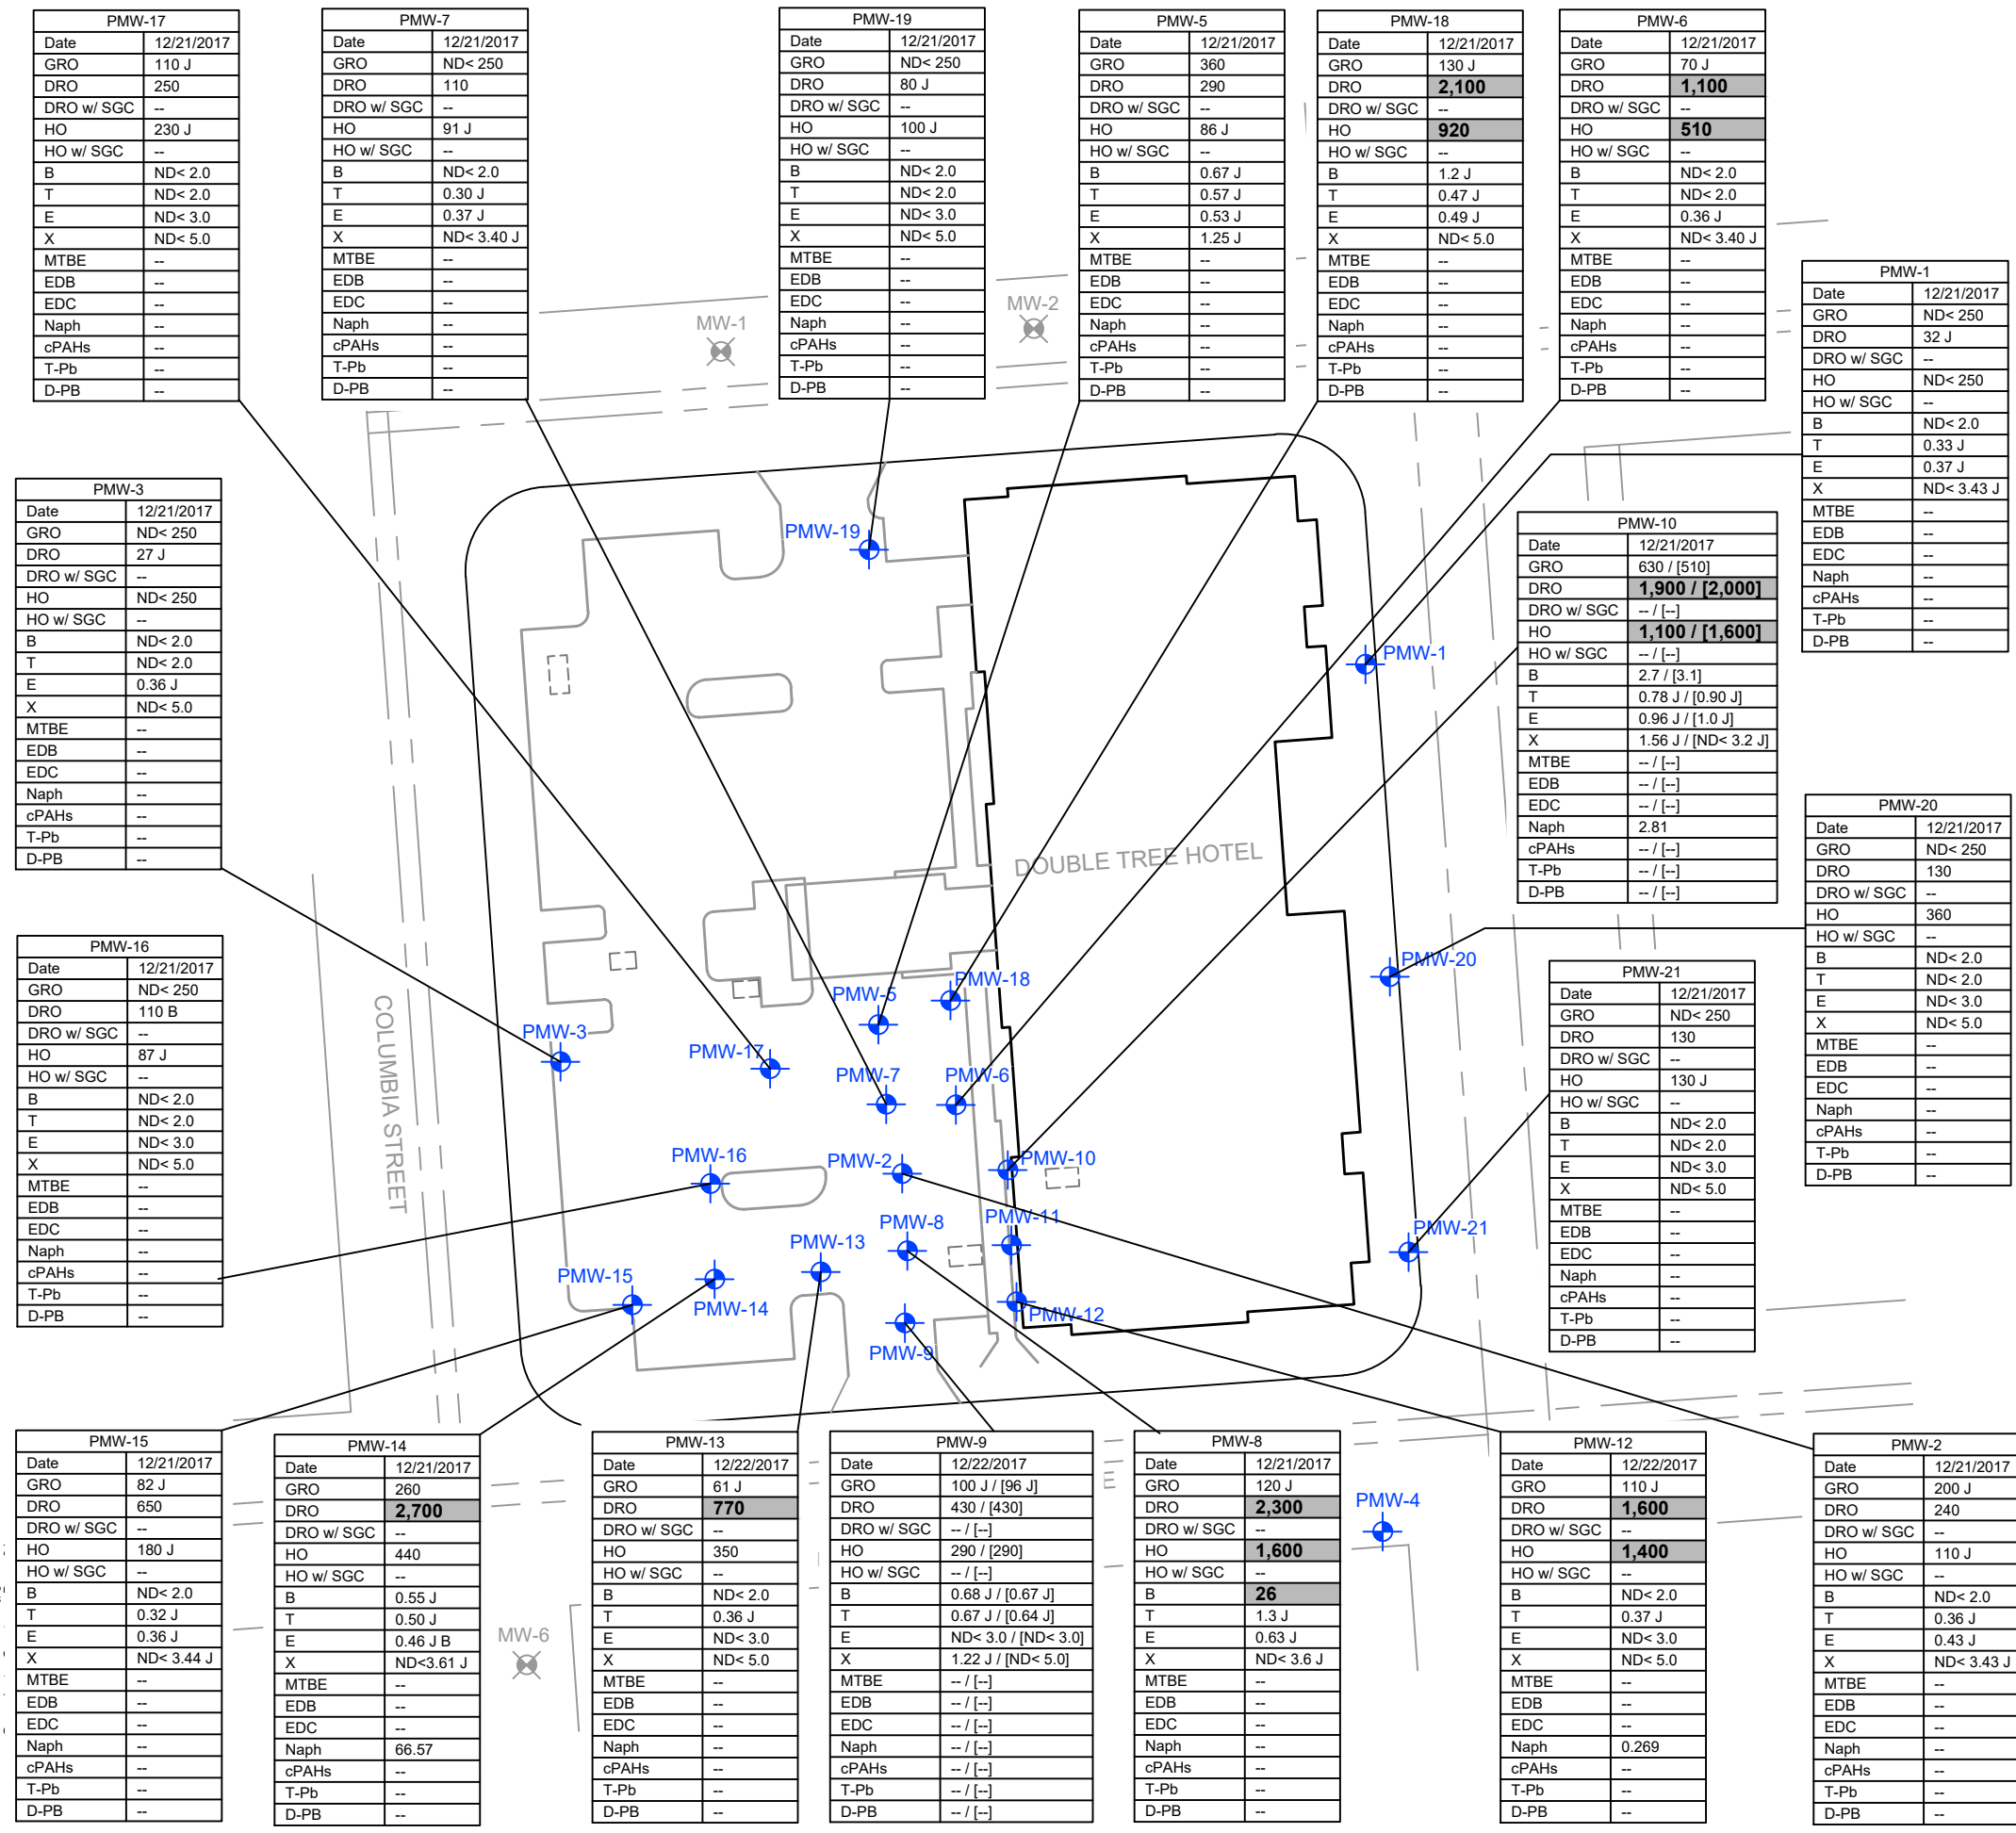 PMW-17
Date 12/21/2017
GRO 110 J
DRO 250
DRO w/ SGC --
HO 230 J
HO w/ SGC --
B ND< 2.0
T ND< 2.0
E ND< 3.0
X ND< 5.0
MTBE --
EDB --
EDC --
Naph --
cPAHs --
T-Pb --
D-PB --
PMW-7
Date 12/21/2017
GRO ND< 250
DRO 110
DRO w/ SGC --
HO 91 J
HO w/ SGC --
B ND< 2.0
T 0.30 J
E 0.37 J
X ND< 3.40 J
MTBE --
EDB --
EDC --
Naph --
cPAHs --
T-Pb --
D-PB --
PMW-19
Date 12/21/2017
GRO ND< 250
DRO 80 J
DRO w/ SGC --
HO 100 J
HO w/ SGC --
B ND< 2.0
T ND< 2.0
E ND< 3.0
X ND< 5.0
MTBE --
EDB --
EDC --
Naph --
cPAHs --
T-Pb --
D-PB --
PMW-5
Date 12/21/2017
GRO 360
DRO 290
DRO w/ SGC --
HO 86 J
HO w/ SGC --
B 0.67 J
T 0.57 J
E 0.53 J
X 1.25 J
MTBE --
EDB --
EDC --
Naph --
cPAHs --
T-Pb --
D-PB --
PMW-18
Date 12/21/2017
GRO 130 J
DRO 2,100
DRO w/ SGC --
HO 920
HO w/ SGC --
B 1.2 J
T 0.47 J
E 0.49 J
X ND< 5.0
MTBE --
EDB --
EDC --
Naph --
cPAHs --
T-Pb --
D-PB --
PMW-6
Date 12/21/2017
GRO 70 J
DRO 1,100
DRO w/ SGC --
HO 510
HO w/ SGC --
B ND< 2.0
T ND< 2.0
E 0.36 J
X ND< 3.40 J
MTBE --
EDB --
EDC --
Naph --
cPAHs --
T-Pb --
D-PB --
PMW-1
Date 12/21/2017
GRO ND< 250
DRO 32 J
DRO w/ SGC --
HO ND< 250
HO w/ SGC --
B ND< 2.0
T 0.33 J
E 0.37 J
X ND< 3.43 J
MTBE --
EDB --
EDC --
Naph --
cPAHs --
T-Pb --
D-PB --
MW-1
MW-2
PMW-3
Date 12/21/2017
GRO ND< 250
DRO 27 J
DRO w/ SGC --
HO ND< 250
HO w/ SGC --
B ND< 2.0
T ND< 2.0
E 0.36 J
X ND< 5.0
MTBE --
EDB --
EDC --
Naph --
cPAHs --
T-Pb --
D-PB --
PMW-10
Date 12/21/2017
GRO 630 / [510]
DRO 1,900 / [2,000]
DRO w/ SGC -- / [--]
HO 1,100 / [1,600]
HO w/ SGC -- / [--]
B 2.7 / [3.1]
T 0.78 J / [0.90 J]
E 0.96 J / [1.0 J]
X 1.56 J / [ND< 3.2 J]
MTBE -- / [--]
EDB -- / [--]
EDC -- / [--]
Naph 2.81
cPAHs -- / [--]
T-Pb -- / [--]
D-PB -- / [--]
PMW-20
Date 12/21/2017
GRO ND< 250
DRO 130
DRO w/ SGC --
HO 360
HO w/ SGC --
B ND< 2.0
T ND< 2.0
E ND< 3.0
X ND< 5.0
MTBE --
EDB --
EDC --
Naph --
cPAHs --
T-Pb --
D-PB --
PMW-16
Date 12/21/2017
GRO ND< 250
DRO 110 B
DRO w/ SGC --
HO 87 J
HO w/ SGC --
B ND< 2.0
T ND< 2.0
E ND< 3.0
X ND< 5.0
MTBE --
EDB --
EDC --
Naph --
cPAHs --
T-Pb --
D-PB --
PMW-21
Date 12/21/2017
GRO ND< 250
DRO 130
DRO w/ SGC --
HO 130 J
HO w/ SGC --
B ND< 2.0
T ND< 2.0
E ND< 3.0
X ND< 5.0
MTBE --
EDB --
EDC --
Naph --
cPAHs --
T-Pb --
D-PB --
PMW-19
PMW-1
DOUBLE TREE HOTEL
COLUMBIA STREET
PMW-20
PMW-18
PMW-5
PMW-3
PMW-17
PMW-7
PMW-6
PMW-16
PMW-2
PMW-10
PMW-8
PMW-11
PMW-13
PMW-21
PMW-15
PMW-14
PMW-12
PMW-9
PMW-4
MW-6
E
PMW-15
Date 12/21/2017
GRO 82 J
DRO 650
DRO w/ SGC --
HO 180 J
HO w/ SGC --
B ND< 2.0
T 0.32 J
E 0.36 J
X ND< 3.44 J
MTBE --
EDB --
EDC --
Naph --
cPAHs --
T-Pb --
D-PB --
PMW-14
Date 12/21/2017
GRO 260
DRO 2,700
DRO w/ SGC --
HO 440
HO w/ SGC --
B 0.55 J
T 0.50 J
E 0.46 J B
X ND<3.61 J
MTBE --
EDB --
EDC --
Naph 66.57
cPAHs --
T-Pb --
D-PB --
PMW-13
Date 12/22/2017
GRO 61 J
DRO 770
DRO w/ SGC --
HO 350
HO w/ SGC --
B ND< 2.0
T 0.36 J
E ND< 3.0
X ND< 5.0
MTBE --
EDB --
EDC --
Naph --
cPAHs --
T-Pb --
D-PB --
PMW-9
Date 12/22/2017
GRO 100 J / [96 J]
DRO 430 / [430]
DRO w/ SGC -- / [--]
HO 290 / [290]
HO w/ SGC -- / [--]
B 0.68 J / [0.67 J]
T 0.67 J / [0.64 J]
E ND< 3.0 / [ND< 3.0]
X 1.22 J / [ND< 5.0]
MTBE -- / [--]
EDB -- / [--]
EDC -- / [--]
Naph -- / [--]
cPAHs -- / [--]
T-Pb -- / [--]
D-PB -- / [--]
PMW-8
Date 12/21/2017
GRO 120 J
DRO 2,300
DRO w/ SGC --
HO 1,600
HO w/ SGC --
B 26
T 1.3 J
E 0.63 J
X ND< 3.6 J
MTBE --
EDB --
EDC --
Naph --
cPAHs --
T-Pb --
D-PB --
PMW-12
Date 12/22/2017
GRO 110 J
DRO 1,600
DRO w/ SGC --
HO 1,400
HO w/ SGC --
B ND< 2.0
T 0.37 J
E ND< 3.0
X ND< 5.0
MTBE --
EDB --
EDC --
Naph 0.269
cPAHs --
T-Pb --
D-PB --
PMW-2
Date 12/21/2017
GRO 200 J
DRO 240
DRO w/ SGC --
HO 110 J
HO w/ SGC --
B ND< 2.0
T 0.36 J
E 0.43 J
X ND< 3.43 J
MTBE --
EDB --
EDC --
Naph --
cPAHs --
T-Pb --
D-PB --